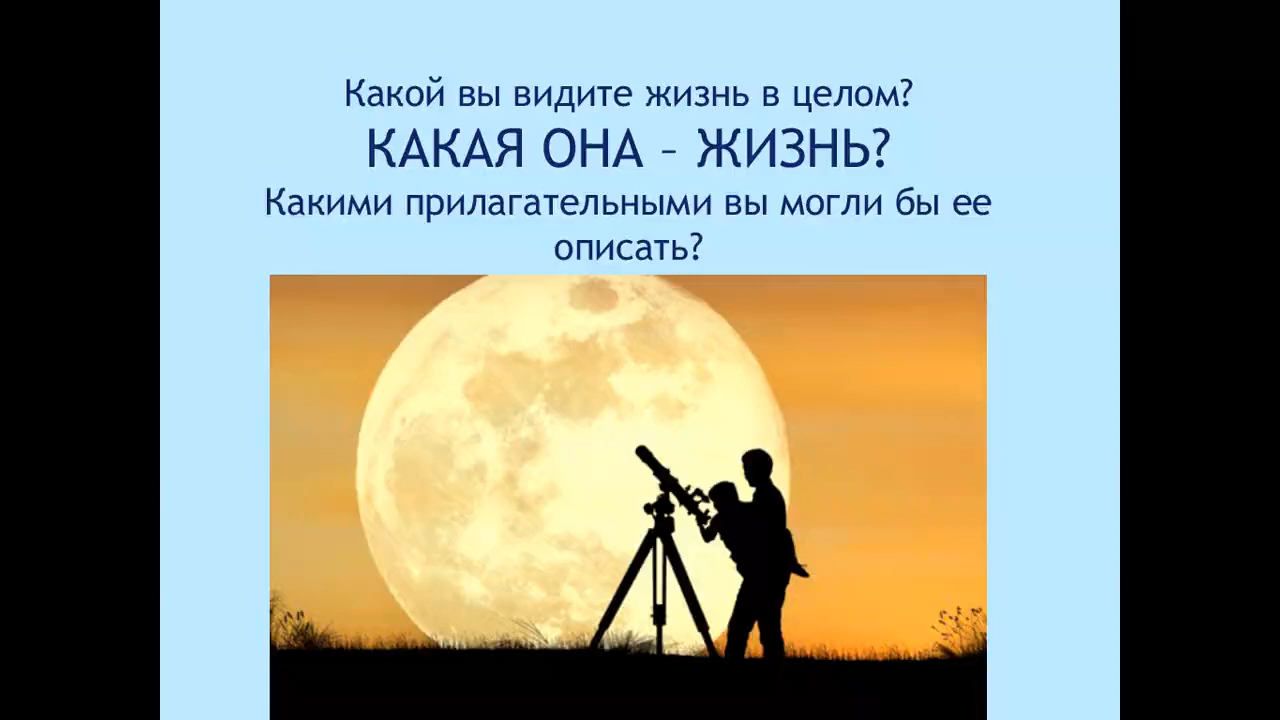 Какой вы видите жизнь в целом?
КАКАЯ ОНА – ЖИЗНЬ?
Какими прилагательными вы могли бы ее
описать?